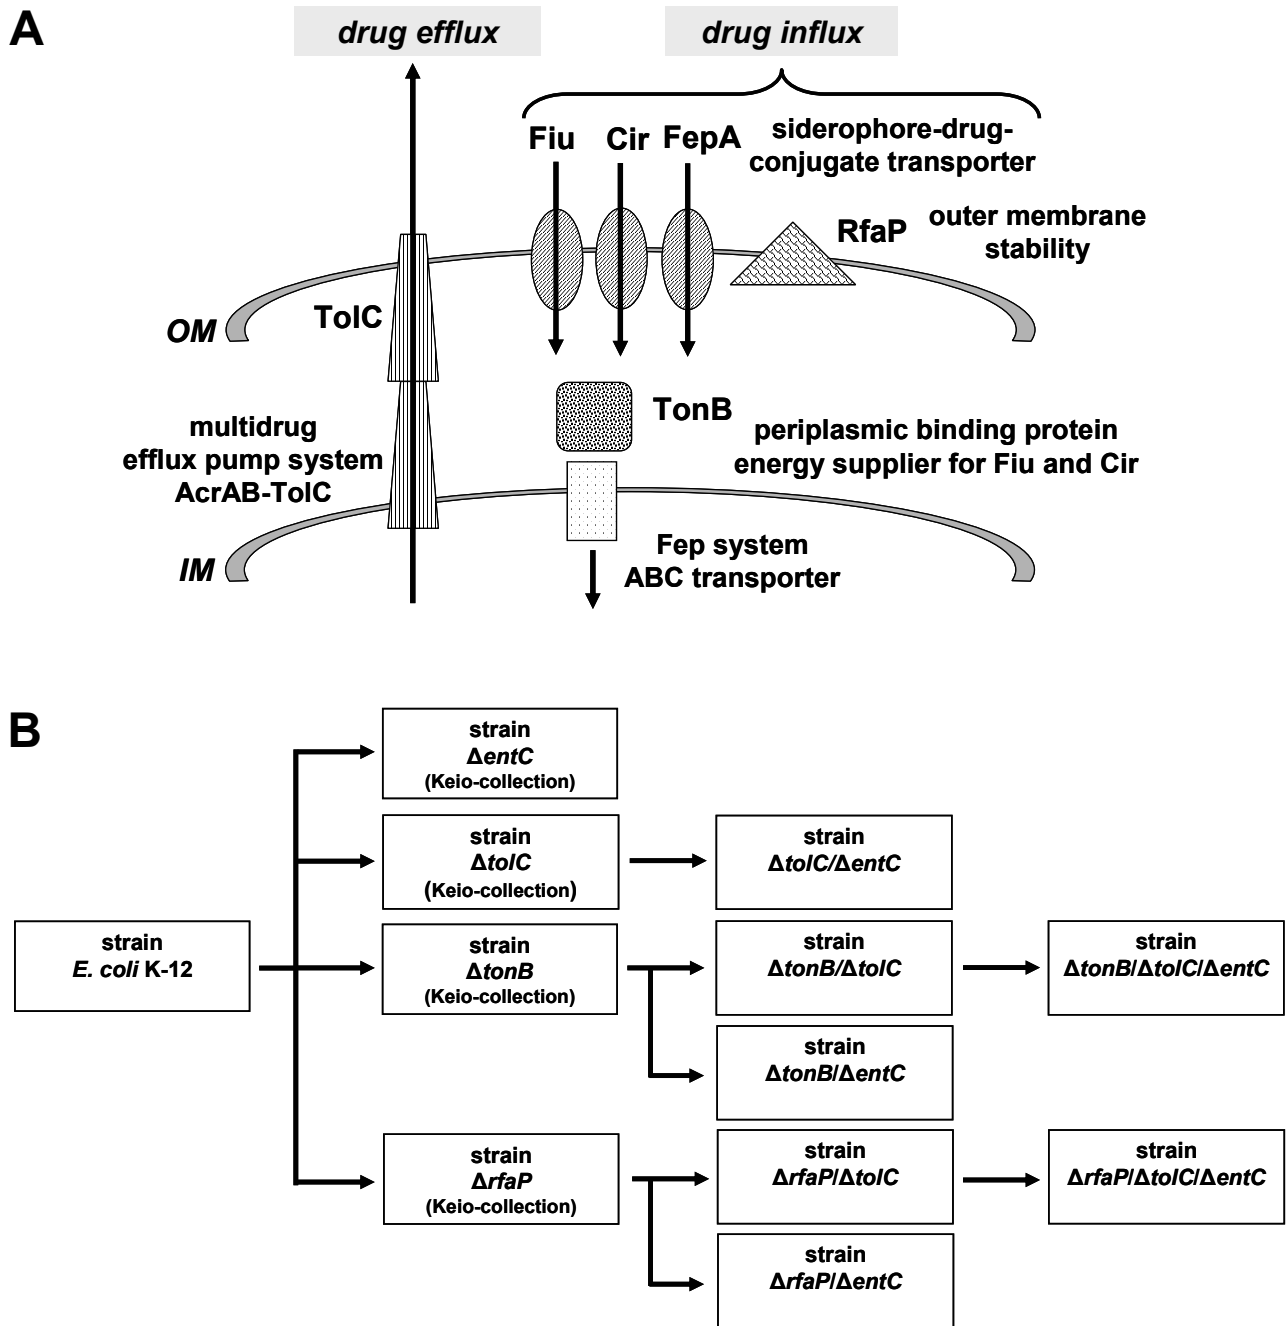 A
drug efflux
drug influx
Fiu
Cir
FepA
siderophore-drug-
conjugate transporter
RfaP
outer membrane
stability
OM
TolC
TonB
multidrug
efflux pump system
AcrAB-TolC
periplasmic binding protein
energy supplier for Fiu and Cir
IM
Fep system
ABC transporter
B
strain
E. coli K-12
strain
ΔentC
(Keio-collection)
strain
ΔtolC
(Keio-collection)
strain
ΔtolC/ΔentC
strain
ΔtonB
(Keio-collection)
strain
ΔtonB/ΔtolC
strain
ΔtonB/ΔtolC/ΔentC
strain
ΔtonB/ΔentC
strain
ΔrfaP
(Keio-collection)
strain
ΔrfaP/ΔtolC
strain
ΔrfaP/ΔtolC/ΔentC
strain
ΔrfaP/ΔentC